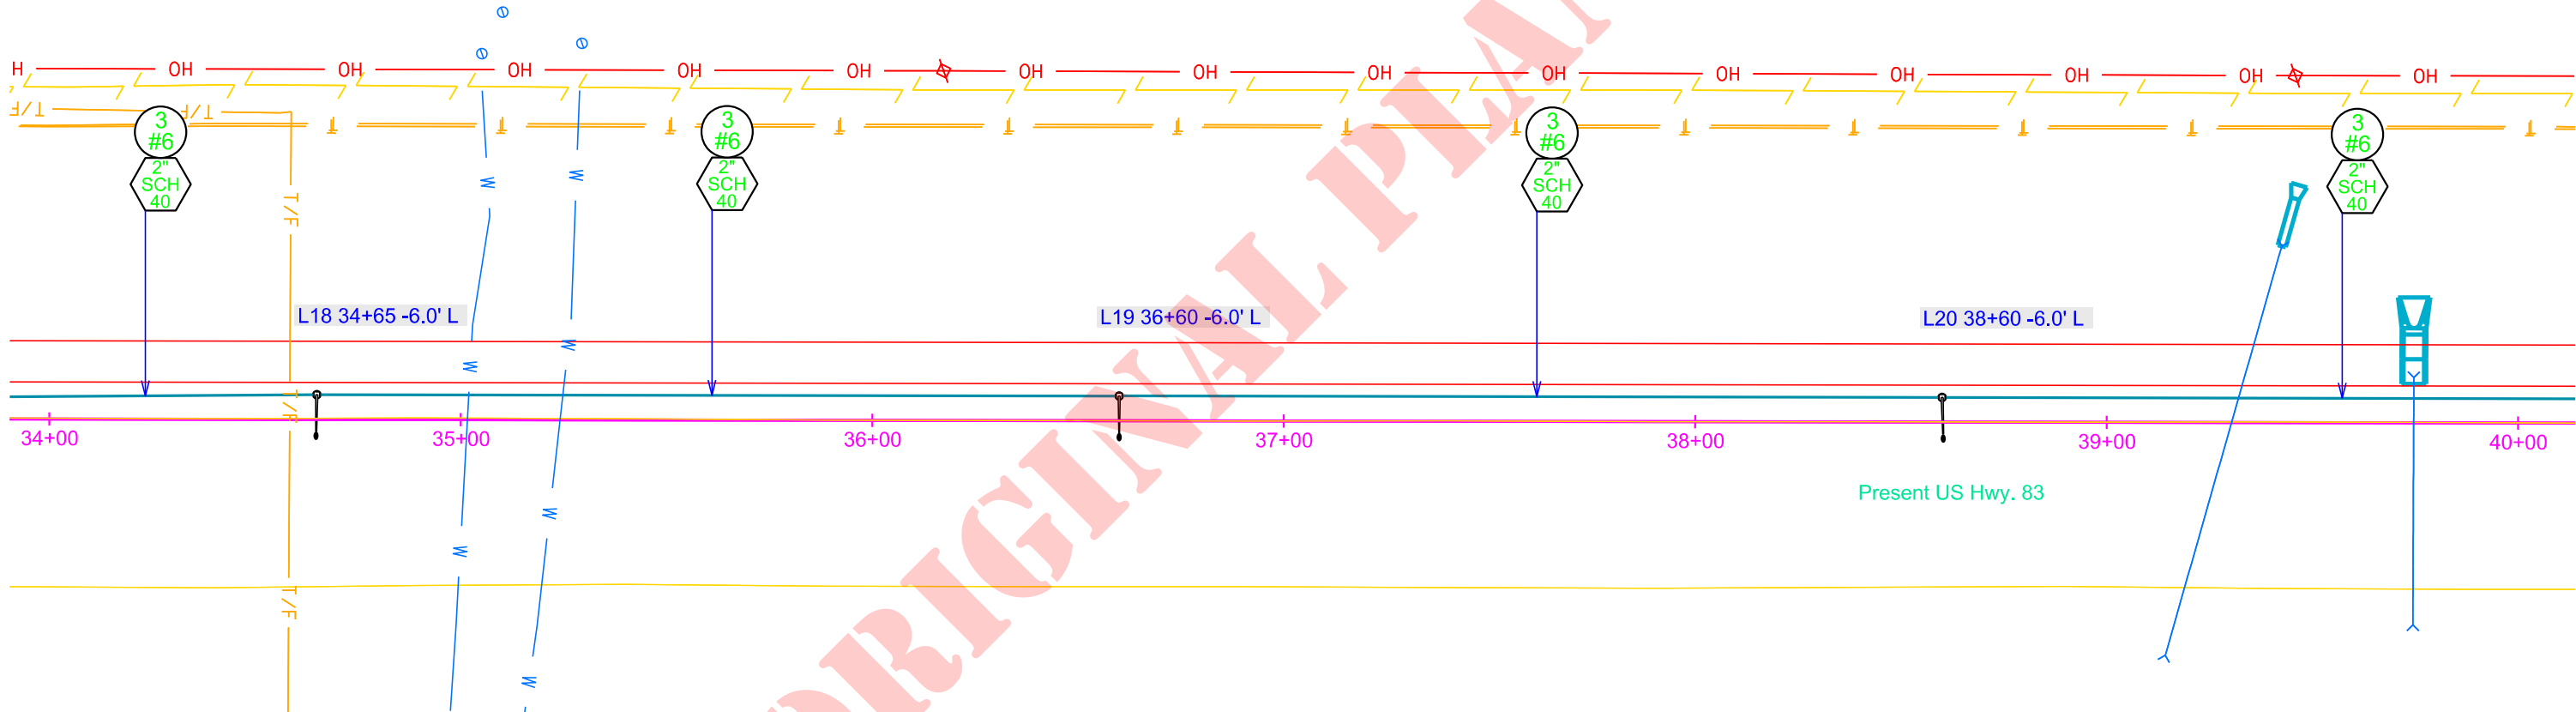 H OH OH OH OH OH OH OH OH OH OH OH OH OH OH
T/F T/F
3
#6
2"
SCH
40
3
#6
2"
SCH
40
3
#6
2"
SCH
40
3
#6
2"
SCH
40
T/F
W W
L18 34+65 -6.0' L
L19 36+60 -6.0' L
L20 38+60 -6.0' L
W W
T/F
34+00 35+00 36+00 37+00 38+00 39+00 40+00
Present US Hwy. 83
W
W
T/F
W
ORIGINAL PLAN